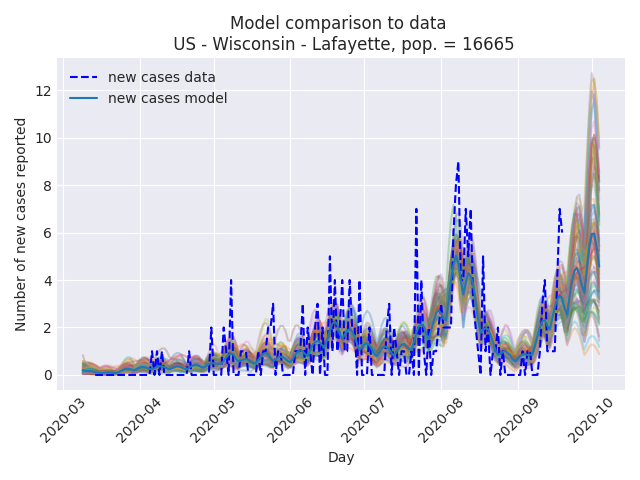 Model comparison to data
US - Wisconsin - Lafayette, pop. = 16665
new cases data
new cases model
Number of new cases reported
12
10
8
6
4
2
0
2020-03
2020-04
2020-05
2020-06
2020-07
2020-08
2020-09
2020-10
Day